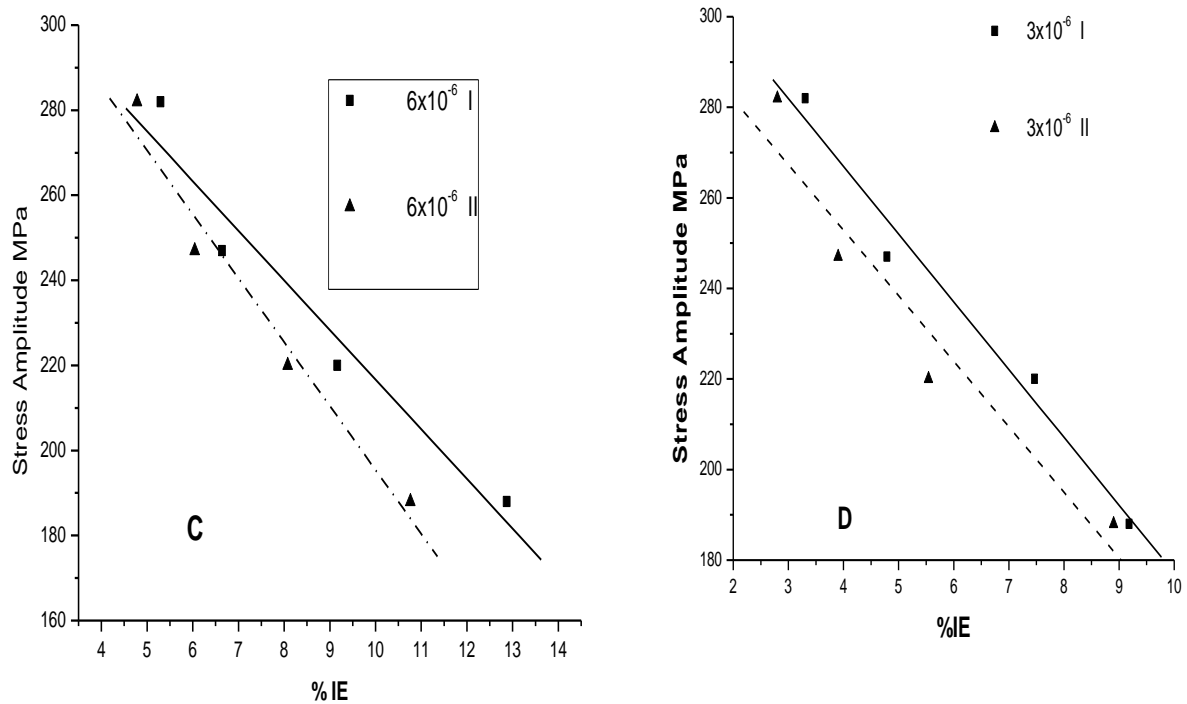 300
280
260
240
220
200
180
160
Stress Amplitude MPa
6x10⁻⁶ I
6x10⁻⁶ II
C
4 5 6 7 8 9 10 11 12 13 14
% IE
300
280
260
240
220
200
180
Stress Amplitude MPa
3x10⁻⁶ I
3x10⁻⁶ II
D
2 3 4 5 6 7 8 9 10
%IE